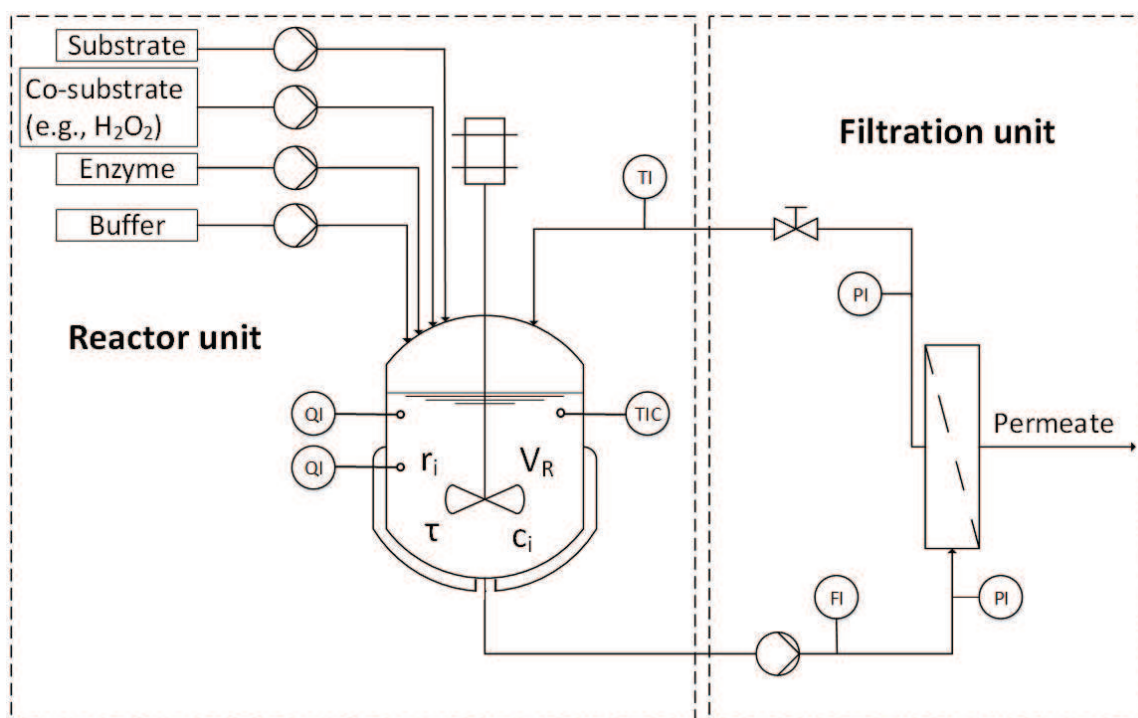 Substrate
Co-substrate
(e.g., H₂O₂)
Enzyme
Buffer
Reactor unit
Filtration unit
TI
PI
QI
TIC
Permeate
QI
rᵢ
V_R
τ
cᵢ
FI
PI